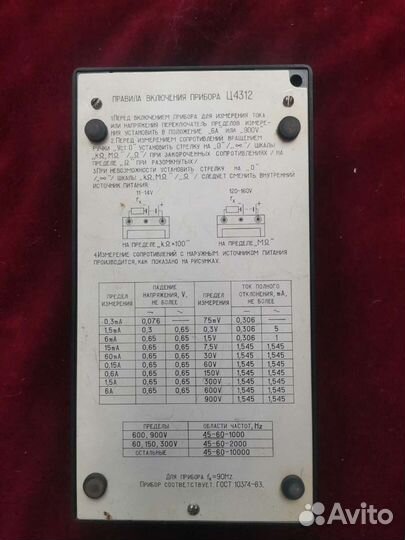 ПРАВИЛА ВКЛЮЧЕНИЯ ПРИБОРА Ц4312
1.ПЕРЕД ВКЛЮЧЕНИЕМ ПРИБОРА ДЛЯ ИЗМЕРЕНИЯ ТОКА
ИЛИ НАПРЯЖЕНИЯ ПЕРЕКЛЮЧАТЕЛЬ ПРЕДЕЛОВ ИЗМЕРЕ-
НИЯ УСТАНОВИТЬ В ПОЛОЖЕНИЕ „6А" ИЛИ „900V"
2.ПЕРЕД ИЗМЕРЕНИЕМ СОПРОТИВЛЕНИЙ ВРАЩЕНИЕМ
РУЧКИ „Уст.0" УСТАНОВИТЬ СТРЕЛКУ НА „0" /„∞"/ ШКАЛЫ
„kΩ,MΩ" /„Ω"/ ПРИ ЗАКОРОЧЕННЫХ СОПРОТИВЛЕНИЯХ / НА
ПРЕДЕЛЕ „Ω" ПРИ РАЗОМКНУТЫХ/
3.ПРИ НЕВОЗМОЖНОСТИ УСТАНОВИТЬ СТРЕЛКУ НА „0"
/„∞"/ ШКАЛЫ „kΩ,MΩ" /„Ω"/ СЛЕДУЕТ СМЕНИТЬ ВНУТРЕННИЙ
ИСТОЧНИК ПИТАНИЯ.
11-14V 120-160V
rx rx
НА ПРЕДЕЛЕ „kΩ×100" НА ПРЕДЕЛЕ „MΩ"
4.ИЗМЕРЕНИЕ СОПРОТИВЛЕНИЙ С НАРУЖНЫМ ИСТОЧНИКОМ ПИТАНИЯ
ПРОИЗВОДИТСЯ, КАК ПОКАЗАНО НА РИСУНКАХ.
ПРЕДЕЛ ИЗМЕРЕНИЯ ПАДЕНИЕ НАПРЯЖЕНИЯ, V, НЕ БОЛЕЕ ПРЕДЕЛ ИЗМЕРЕНИЯ ТОК ПОЛНОГО ОТКЛОНЕНИЯ, mA, НЕ БОЛЕЕ
— ~ — ~
0,3mA 0,076 — 75mV 0,306 —
1,5mA 0,3 0,65 0,3V 0,306 5
6mA 0,65 0,65 1,5V 0,306
15mA 0,65 0,65 7,5V 1,545 1,545
60mA 0,65 0,65 30V 1,545 1,545
0,15A 0,65 0,65 60V 1,545 1,545
0,6A 0,65 0,65 150V 1,545 1,545
1,5A 0,65 0,65 300V 1,545 1,545
6A 0,65 0,65 600V 1,545 1,545
900V 1,545 1,545
ПРЕДЕЛЫ ОБЛАСТИ ЧАСТОТ, Hz
600, 900V 45-60-1000
60, 150, 300V 45-60-2000
ОСТАЛЬНЫЕ 45-60-10000
ДЛЯ ПРИБОРА =90Hz
ПРИБОР СООТВЕТСТВУЕТ ГОСТ 10374-63.
Avito